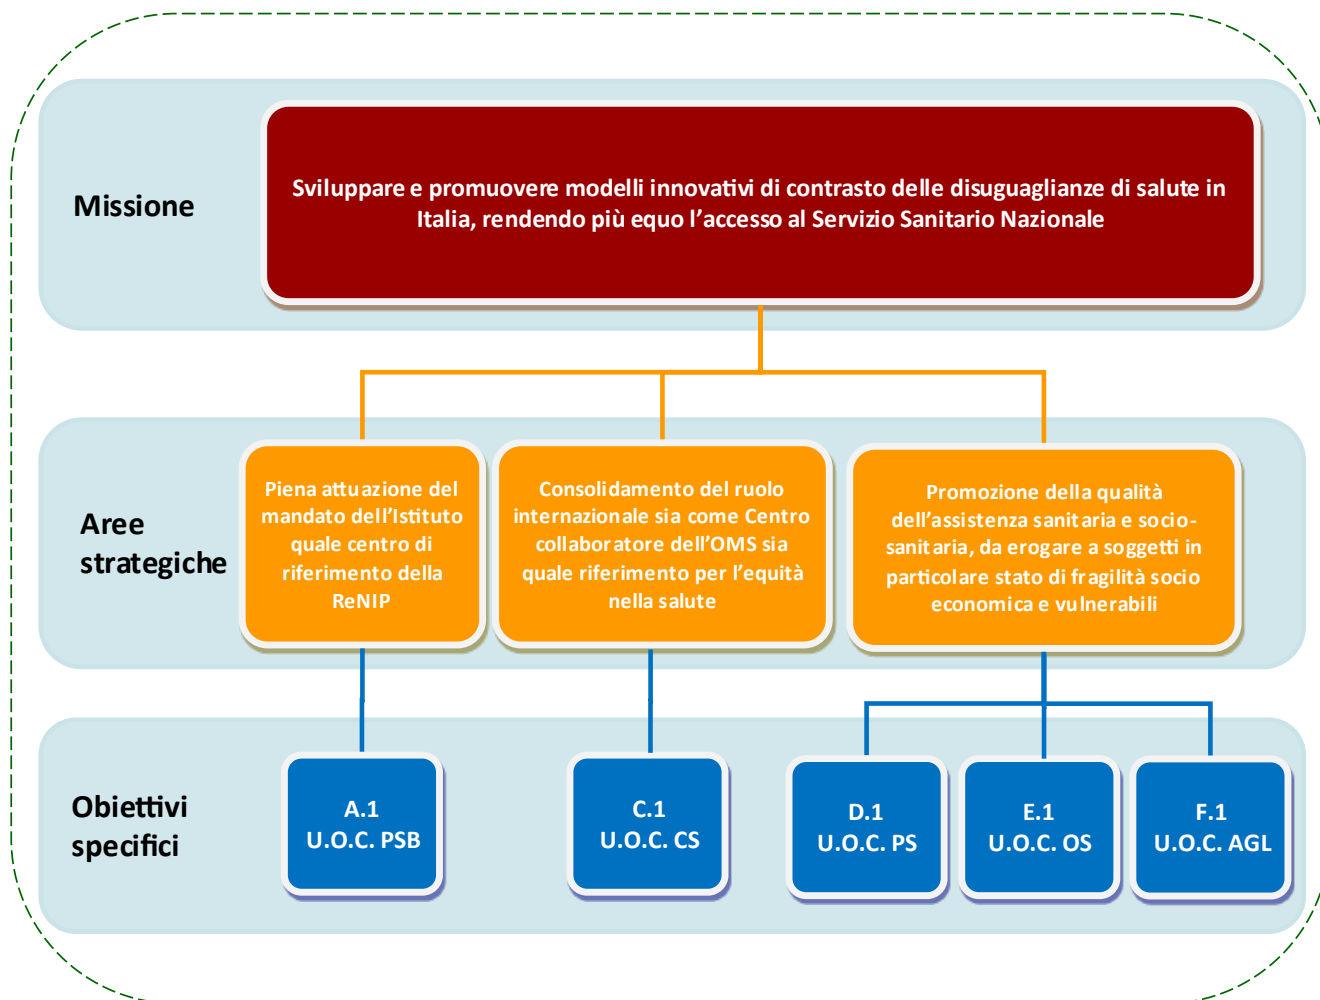 Missione
Sviluppare e promuovere modelli innovativi di contrasto delle disuguaglianze di salute in
Italia, rendendo più equo l’accesso al Servizio Sanitario Nazionale
Aree
strategiche
Piena attuazione del
mandato dell’Istituto
quale centro di
riferimento della
ReNIP
Consolidamento del ruolo
internazionale sia come Centro
collaboratore dell’OMS sia
quale riferimento per l’equità
nella salute
Promozione della qualità
dell’assistenza sanitaria e socio-
sanitaria, da erogare a soggetti in
particolare stato di fragilità socio
economica e vulnerabili
Obiettivi
specifici
A.1
U.O.C. PSB
C.1
U.O.C. CS
D.1
U.O.C. PS
E.1
U.O.C. OS
F.1
U.O.C. AGL